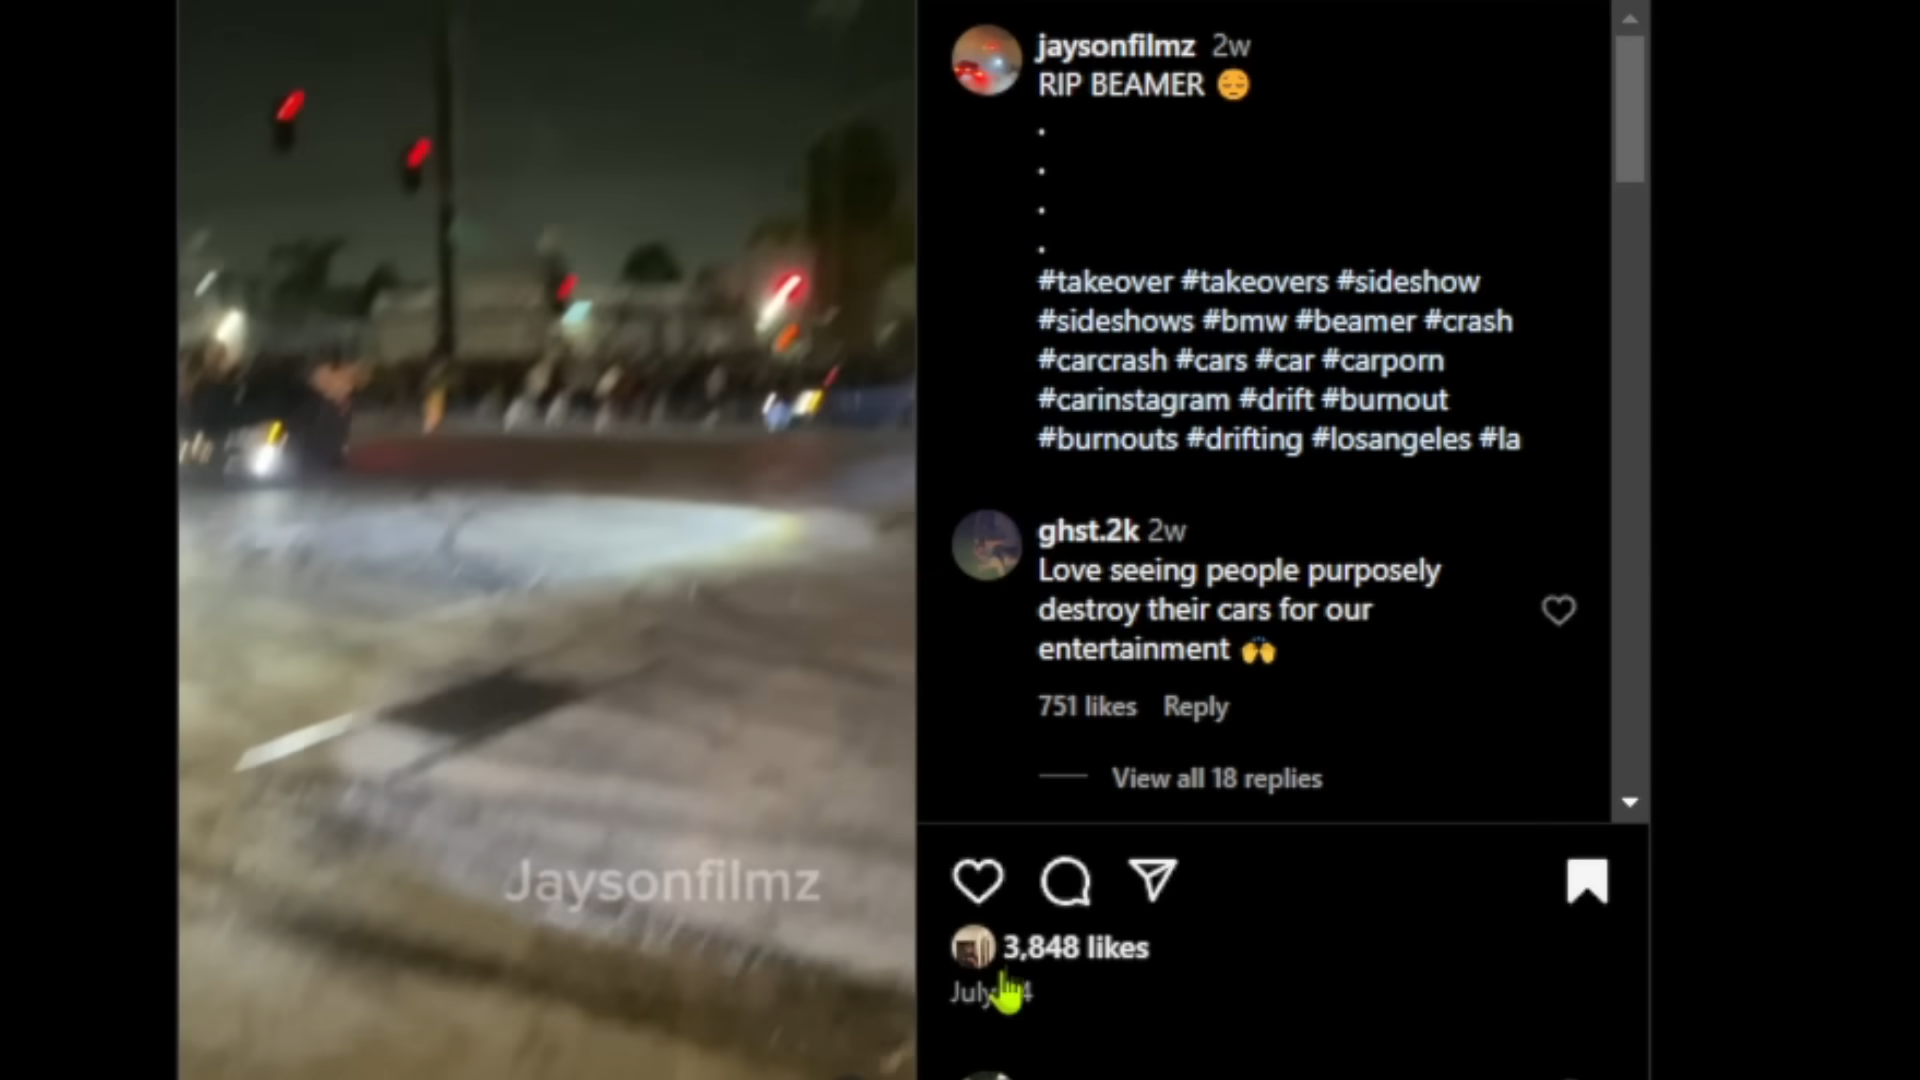 jaysonfilmz 2w
RIP BEAMER 😔
.
.
.
.
#takeover #takeovers #sideshow
#sideshows #bmw #beamer #crash
#carcrash #cars #car #carporn
#carinstagram #drift #burnout
#burnouts #drifting #losangeles #la
ghst.2k 2w
Love seeing people purposely
destroy their cars for our
entertainment 🙌
751 likes Reply
View all 18 replies
Jaysonfilmz
3,848 likes
July